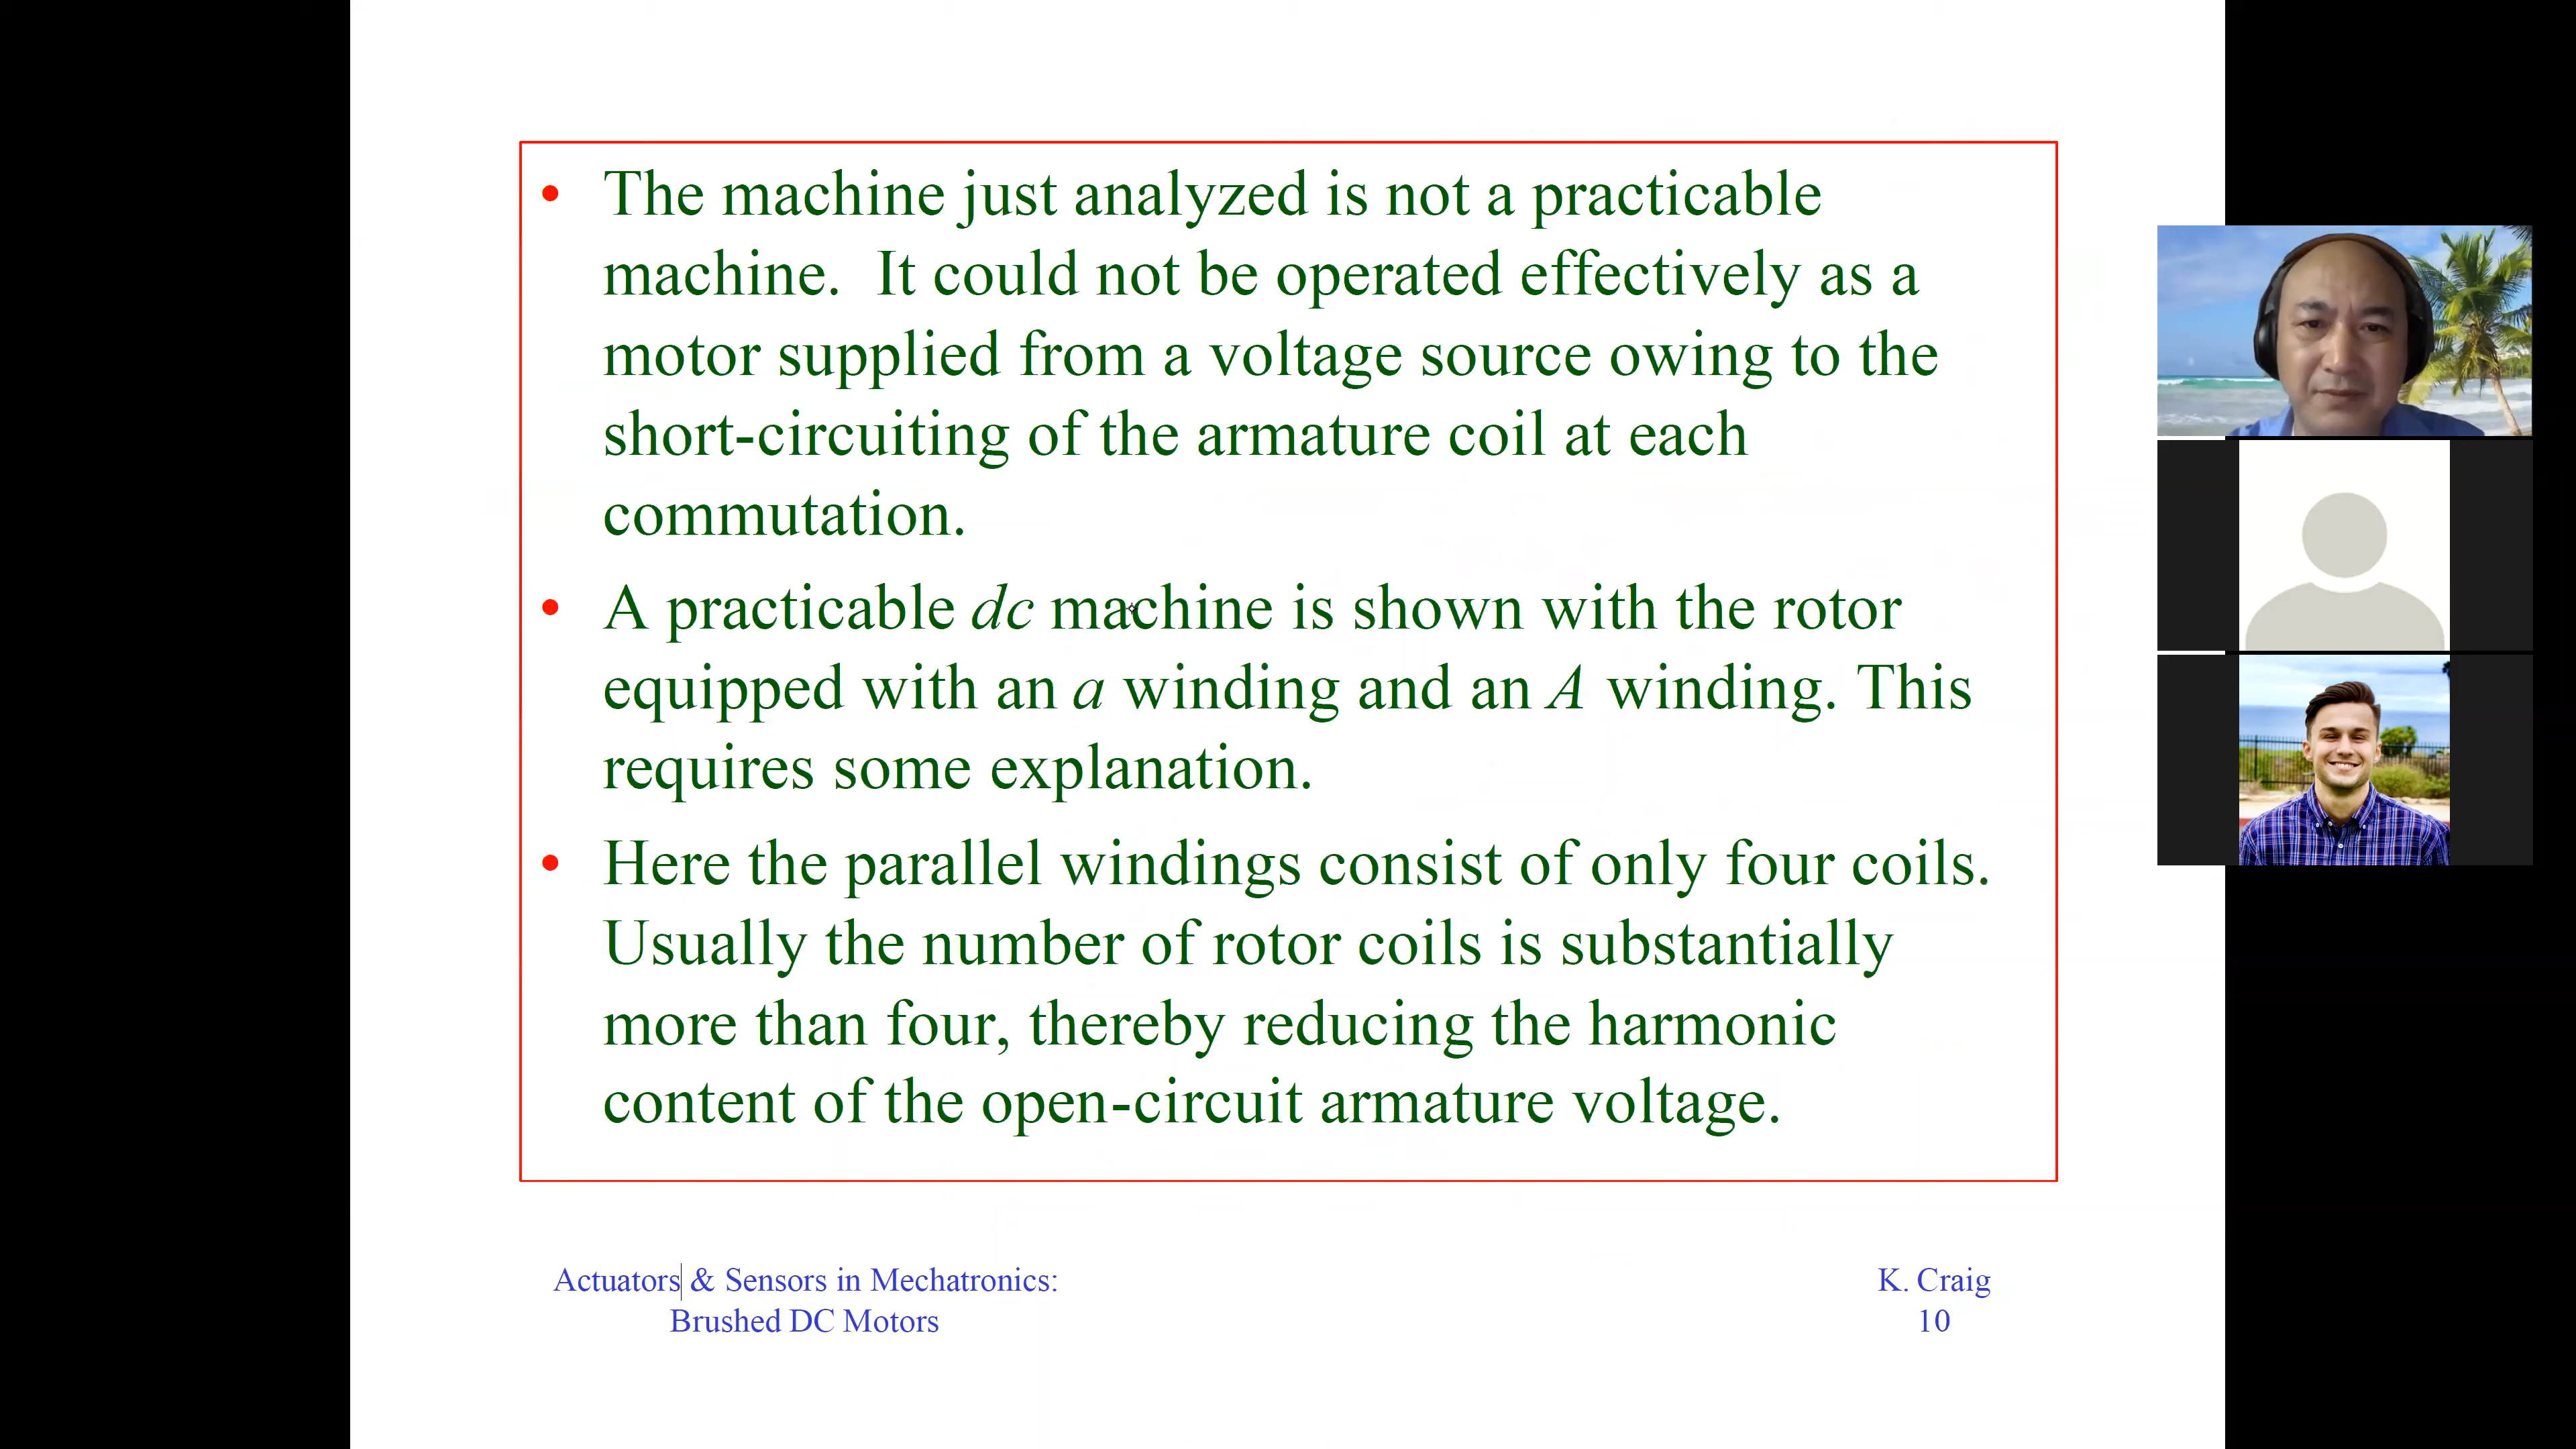 • The machine just analyzed is not a practicable
machine. It could not be operated effectively as a
motor supplied from a voltage source owing to the
short-circuiting of the armature coil at each
commutation.
• A practicable dc machine is shown with the rotor
equipped with an a winding and an A winding. This
requires some explanation.
• Here the parallel windings consist of only four coils.
Usually the number of rotor coils is substantially
more than four, thereby reducing the harmonic
content of the open-circuit armature voltage.
Actuators & Sensors in Mechatronics:
Brushed DC Motors
K. Craig
10